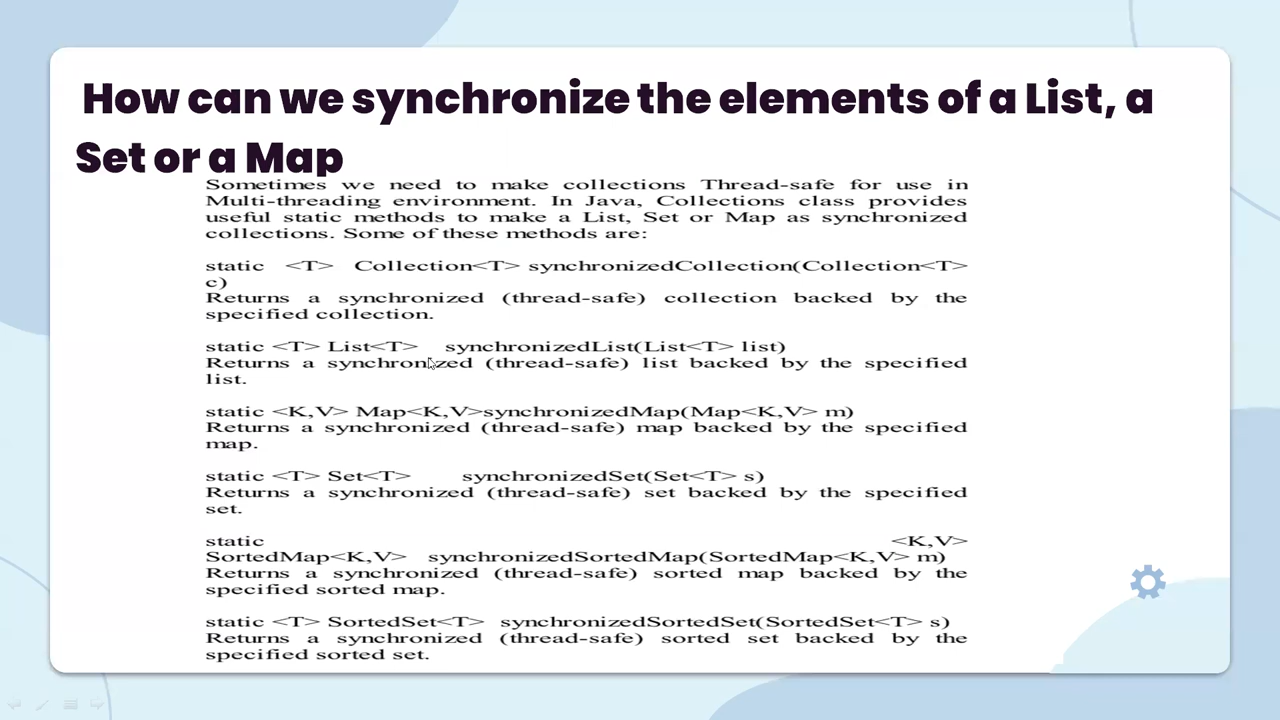 How can we synchronize the elements of a List, a
Set or a Map
Sometimes we need to make collections Thread-safe for use in
Multi-threading environment. In Java, Collections class provides
useful static methods to make a List, Set or Map as synchronized
collections. Some of these methods are:
static <T> Collection<T> synchronizedCollection(Collection<T>
c)
Returns a synchronized (thread-safe) collection backed by the
specified collection.
static <T> List<T> synchronizedList(List<T> list)
Returns a synchronized (thread-safe) list backed by the specified
list.
static <K,V> Map<K,V>synchronizedMap(Map<K,V> m)
Returns a synchronized (thread-safe) map backed by the specified
map.
static <T> Set<T> synchronizedSet(Set<T> s)
Returns a synchronized (thread-safe) set backed by the specified
set.
static <K,V>
SortedMap<K,V> synchronizedSortedMap(SortedMap<K,V> m)
Returns a synchronized (thread-safe) sorted map backed by the
specified sorted map.
static <T> SortedSet<T> synchronizedSortedSet(SortedSet<T> s)
Returns a synchronized (thread-safe) sorted set backed by the
specified sorted set.